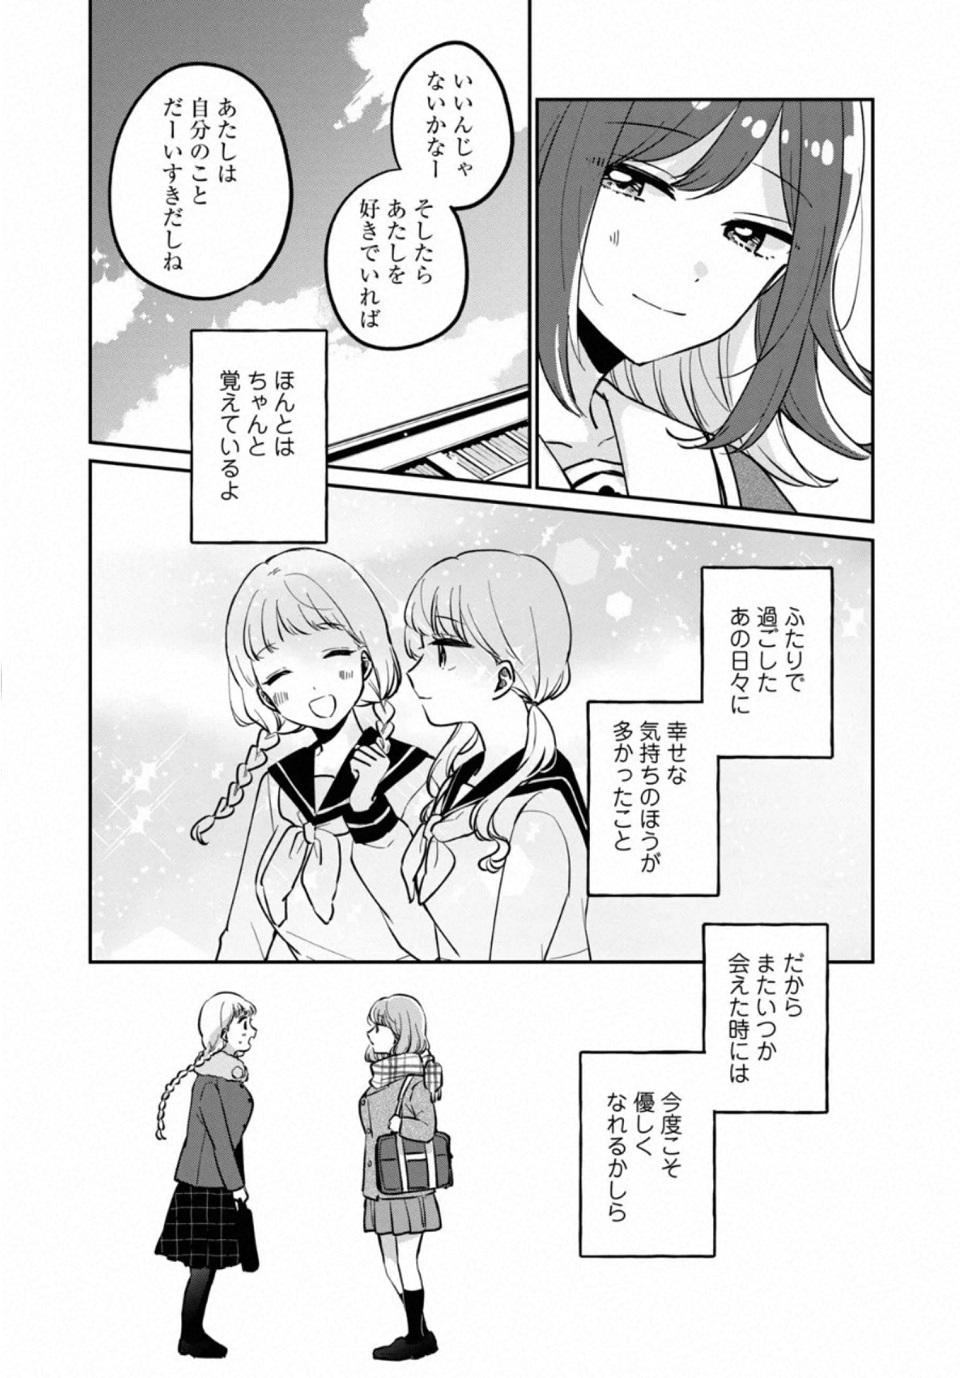 いいんじゃ
ないかなー
そしたら
あたしを
好きでいれば
あたしは
自分のこと
だーいすきだしね
ほんとは
ちゃんと
覚えているよ
ふたりで
過ごした
あの日々に
幸せな
気持ちのほうが
多かったこと
だから
またいつか
会えた時には
今度こそ
優しく
なれるかしら